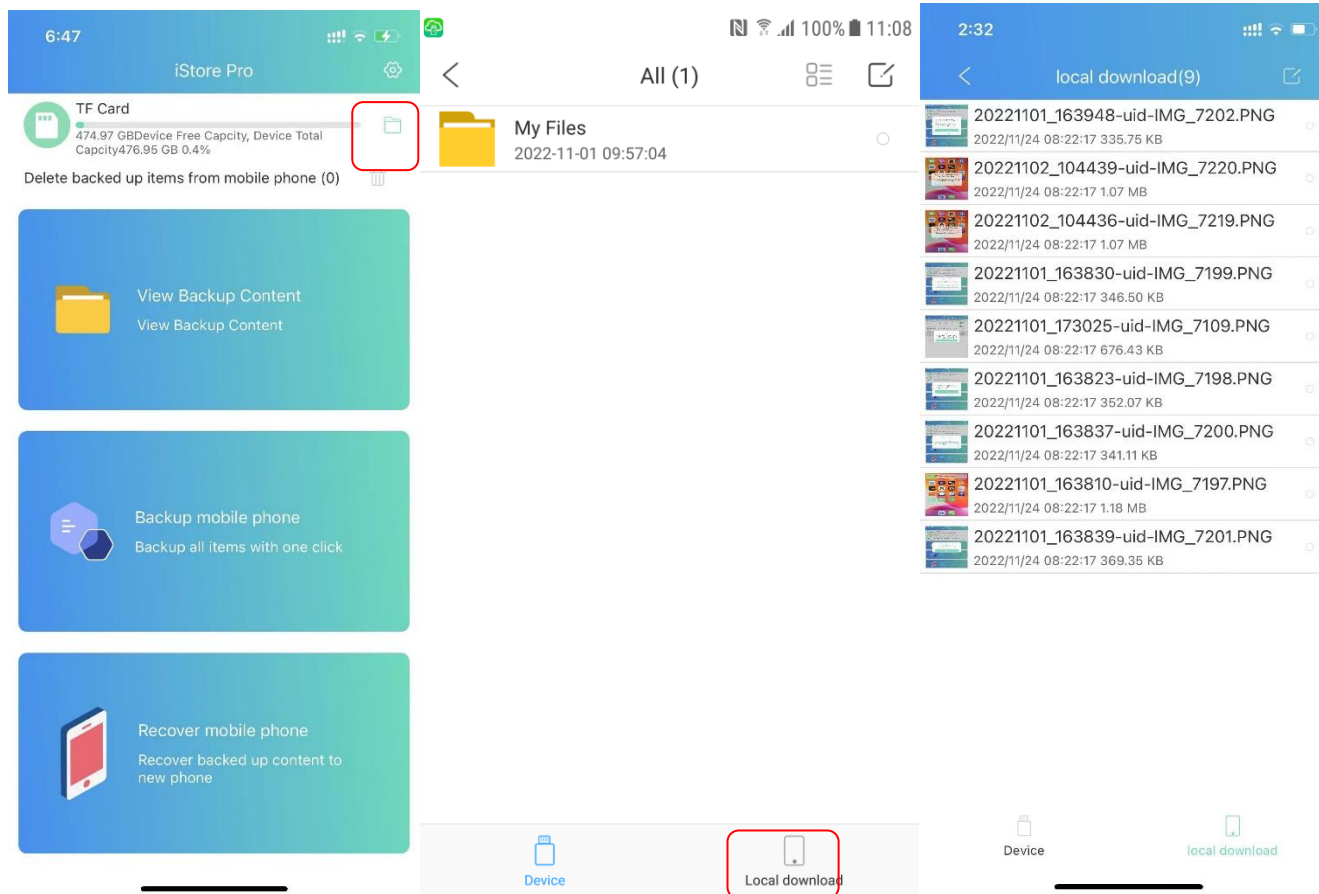 6:47
iStore Pro
TF Card
474.97 GBDevice Free Capcity, Device Total
Capcity476.95 GB 0.4%
Delete backed up items from mobile phone (0)
View Backup Content
View Backup Content
Backup mobile phone
Backup all items with one click
Recover mobile phone
Recover backed up content to
new phone
100% 11:08
All (1)
My Files
2022-11-01 09:57:04
Device
Local download
2:32
local download(9)
20221101_163948-uid-IMG_7202.PNG
2022/11/24 08:22:17 335.75 KB
20221102_104439-uid-IMG_7220.PNG
2022/11/24 08:22:17 1.07 MB
20221102_104436-uid-IMG_7219.PNG
2022/11/24 08:22:17 1.07 MB
20221101_163830-uid-IMG_7199.PNG
2022/11/24 08:22:17 346.50 KB
20221101_173025-uid-IMG_7109.PNG
2022/11/24 08:22:17 676.43 KB
20221101_163823-uid-IMG_7198.PNG
2022/11/24 08:22:17 352.07 KB
20221101_163837-uid-IMG_7200.PNG
2022/11/24 08:22:17 341.11 KB
20221101_163810-uid-IMG_7197.PNG
2022/11/24 08:22:17 1.18 MB
20221101_163839-uid-IMG_7201.PNG
2022/11/24 08:22:17 369.35 KB
Device
local download